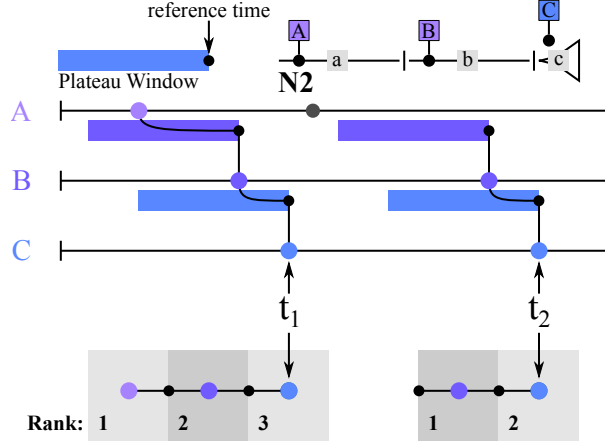 reference time
Plateau Window
A B C
N2 a b c
A
B
C
t1 t2
Rank: 1 2 3 1 2